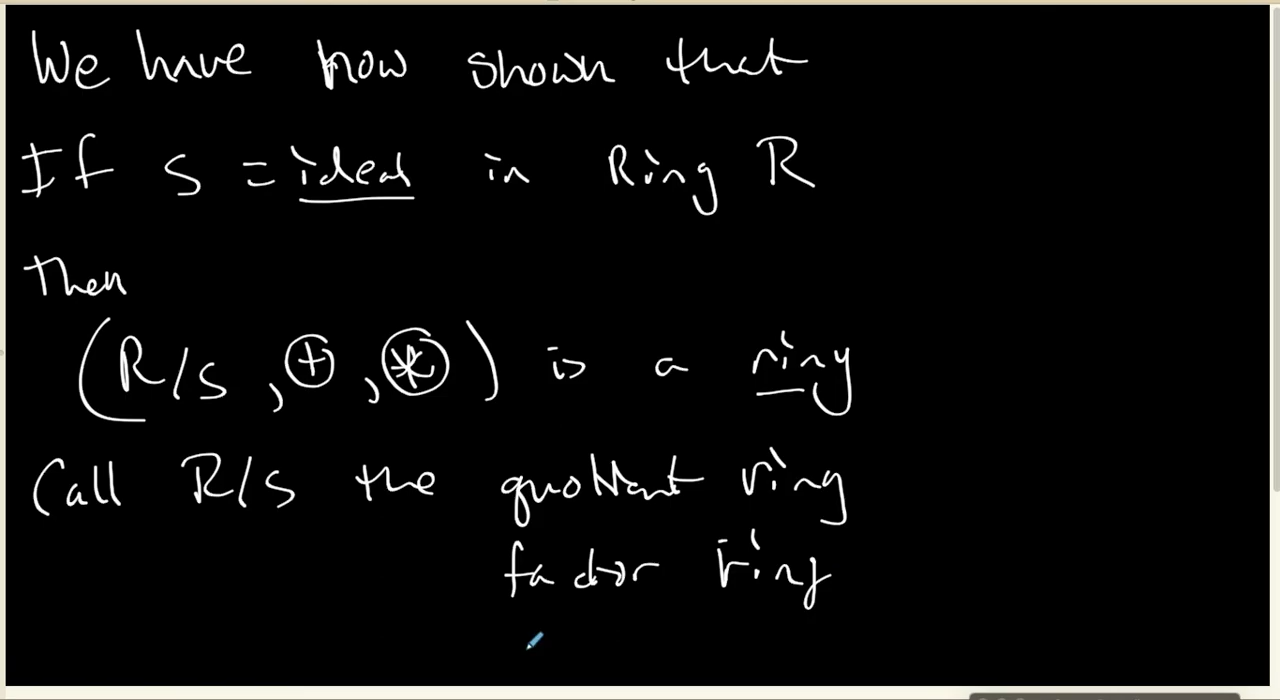 We have now shown that
If S = ideal in Ring R
Then
(R/S, ⊕, ⊛) is a ring
Call R/S the quotient ring
factor ring